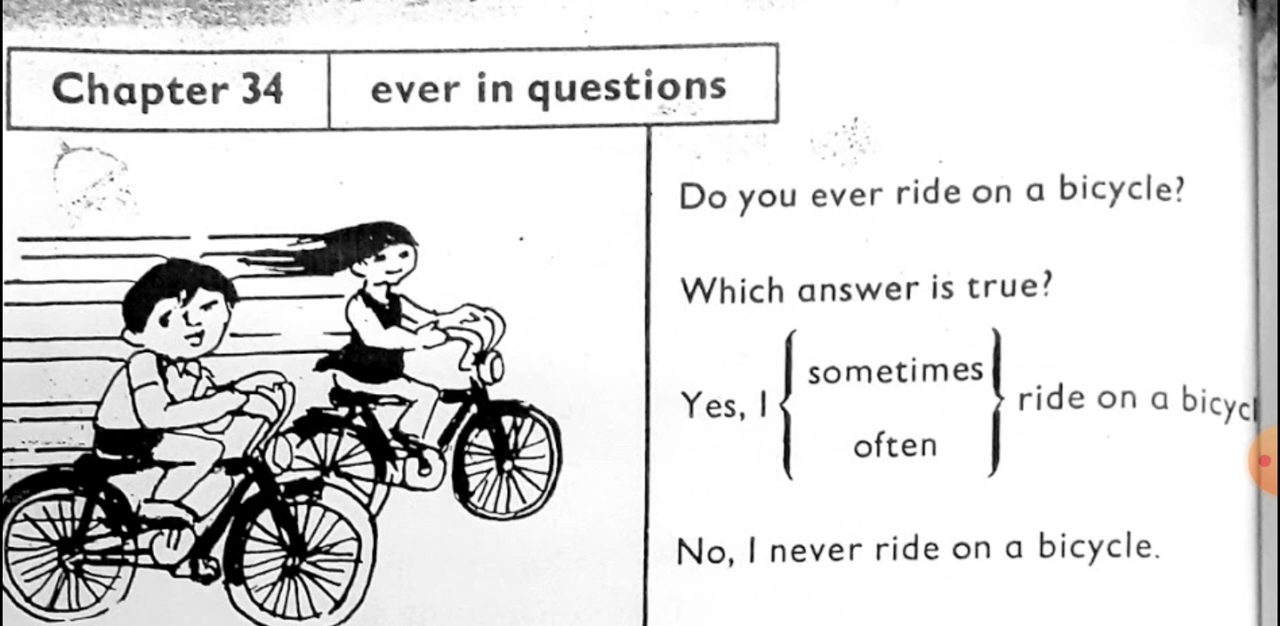 Chapter 34
ever in questions
Do you ever ride on a bicycle?
Which answer is true?
sometimes
Yes, I { } ride on a bicycl
often
No, I never ride on a bicycle.